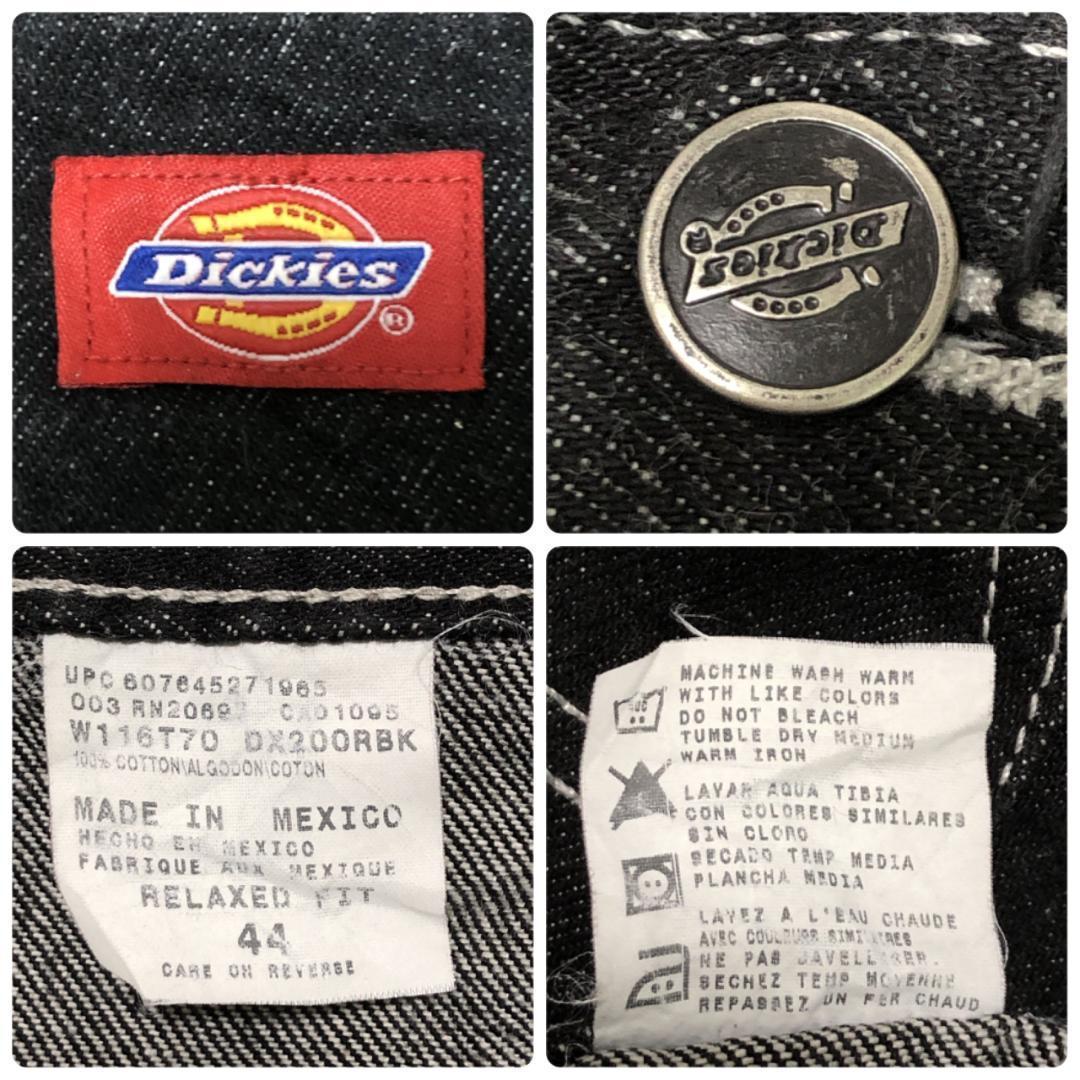 Dickies
®
Dickies
UPC 607645271965
003 RN20697 CA01095
W116T70 DX200RBK
100% COTTON\ALGODON\COTON
MADE IN MEXICO
HECHO EN MEXICO
FABRIQUE AUX MEXIQUE
RELAXED FIT
44
CARE ON REVERSE
MACHINE WASH WARM
WITH LIKE COLORS
DO NOT BLEACH
TUMBLE DRY MEDIUM
WARM IRON
LAVAR AQUA TIBIA
CON COLORES SIMILARES
SIN CLORO
SECADO TEMP MEDIA
PLANCHA MEDIA
LAVEZ A L'EAU CHAUDE
AVEC COULEURS SIMILITRES
NE PAS JAVELLISER.
SECHEZ TEMP MOYENNE
REPASSEZ UN FER CHAUD